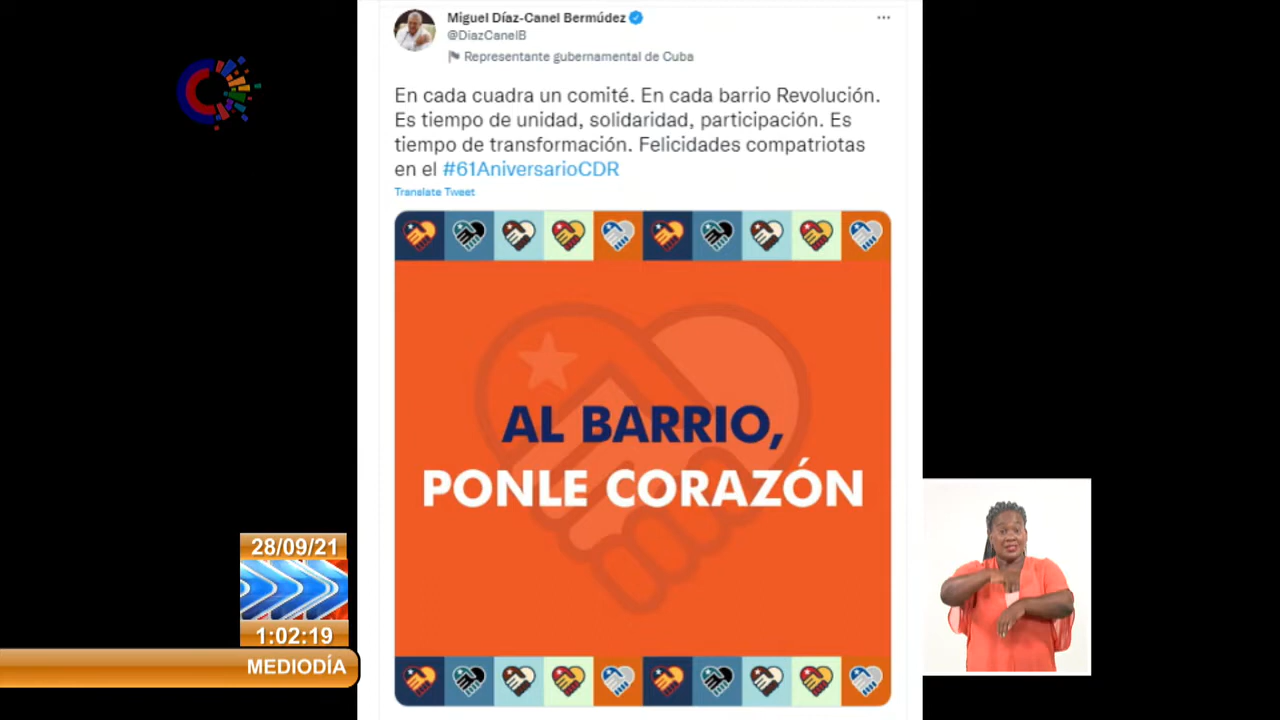 Miguel Díaz-Canel Bermúdez
@DiazCanelB
Representante gubernamental de Cuba
En cada cuadra un comité. En cada barrio Revolución.
Es tiempo de unidad, solidaridad, participación. Es
tiempo de transformación. Felicidades compatriotas
en el #61AniversarioCDR
Translate Tweet
AL BARRIO,
PONLE CORAZÓN
28/09/21
1:02:19
MEDIODÍA